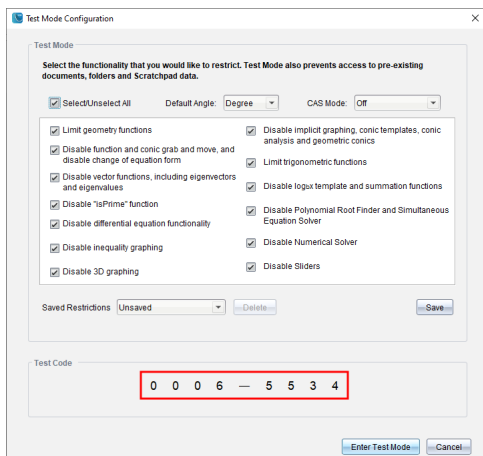 Test Mode Configuration
Test Mode
Select the functionality that you would like to restrict. Test Mode also prevents access to pre-existing
documents, folders and Scratchpad data.
Select/Unselect All Default Angle: Degree CAS Mode: Off
Limit geometry functions
Disable function and conic grab and move, and
disable change of equation form
Disable vector functions, including eigenvectors
and eigenvalues
Disable "isPrime" function
Disable differential equation functionality
Disable inequality graphing
Disable 3D graphing
Disable implicit graphing, conic templates, conic
analysis and geometric conics
Limit trigonometric functions
Disable logbx template and summation functions
Disable Polynomial Root Finder and Simultaneous
Equation Solver
Disable Numerical Solver
Disable Sliders
Saved Restrictions Unsaved Delete Save
Test Code
0 0 0 6 — 5 5 3 4
Enter Test Mode Cancel